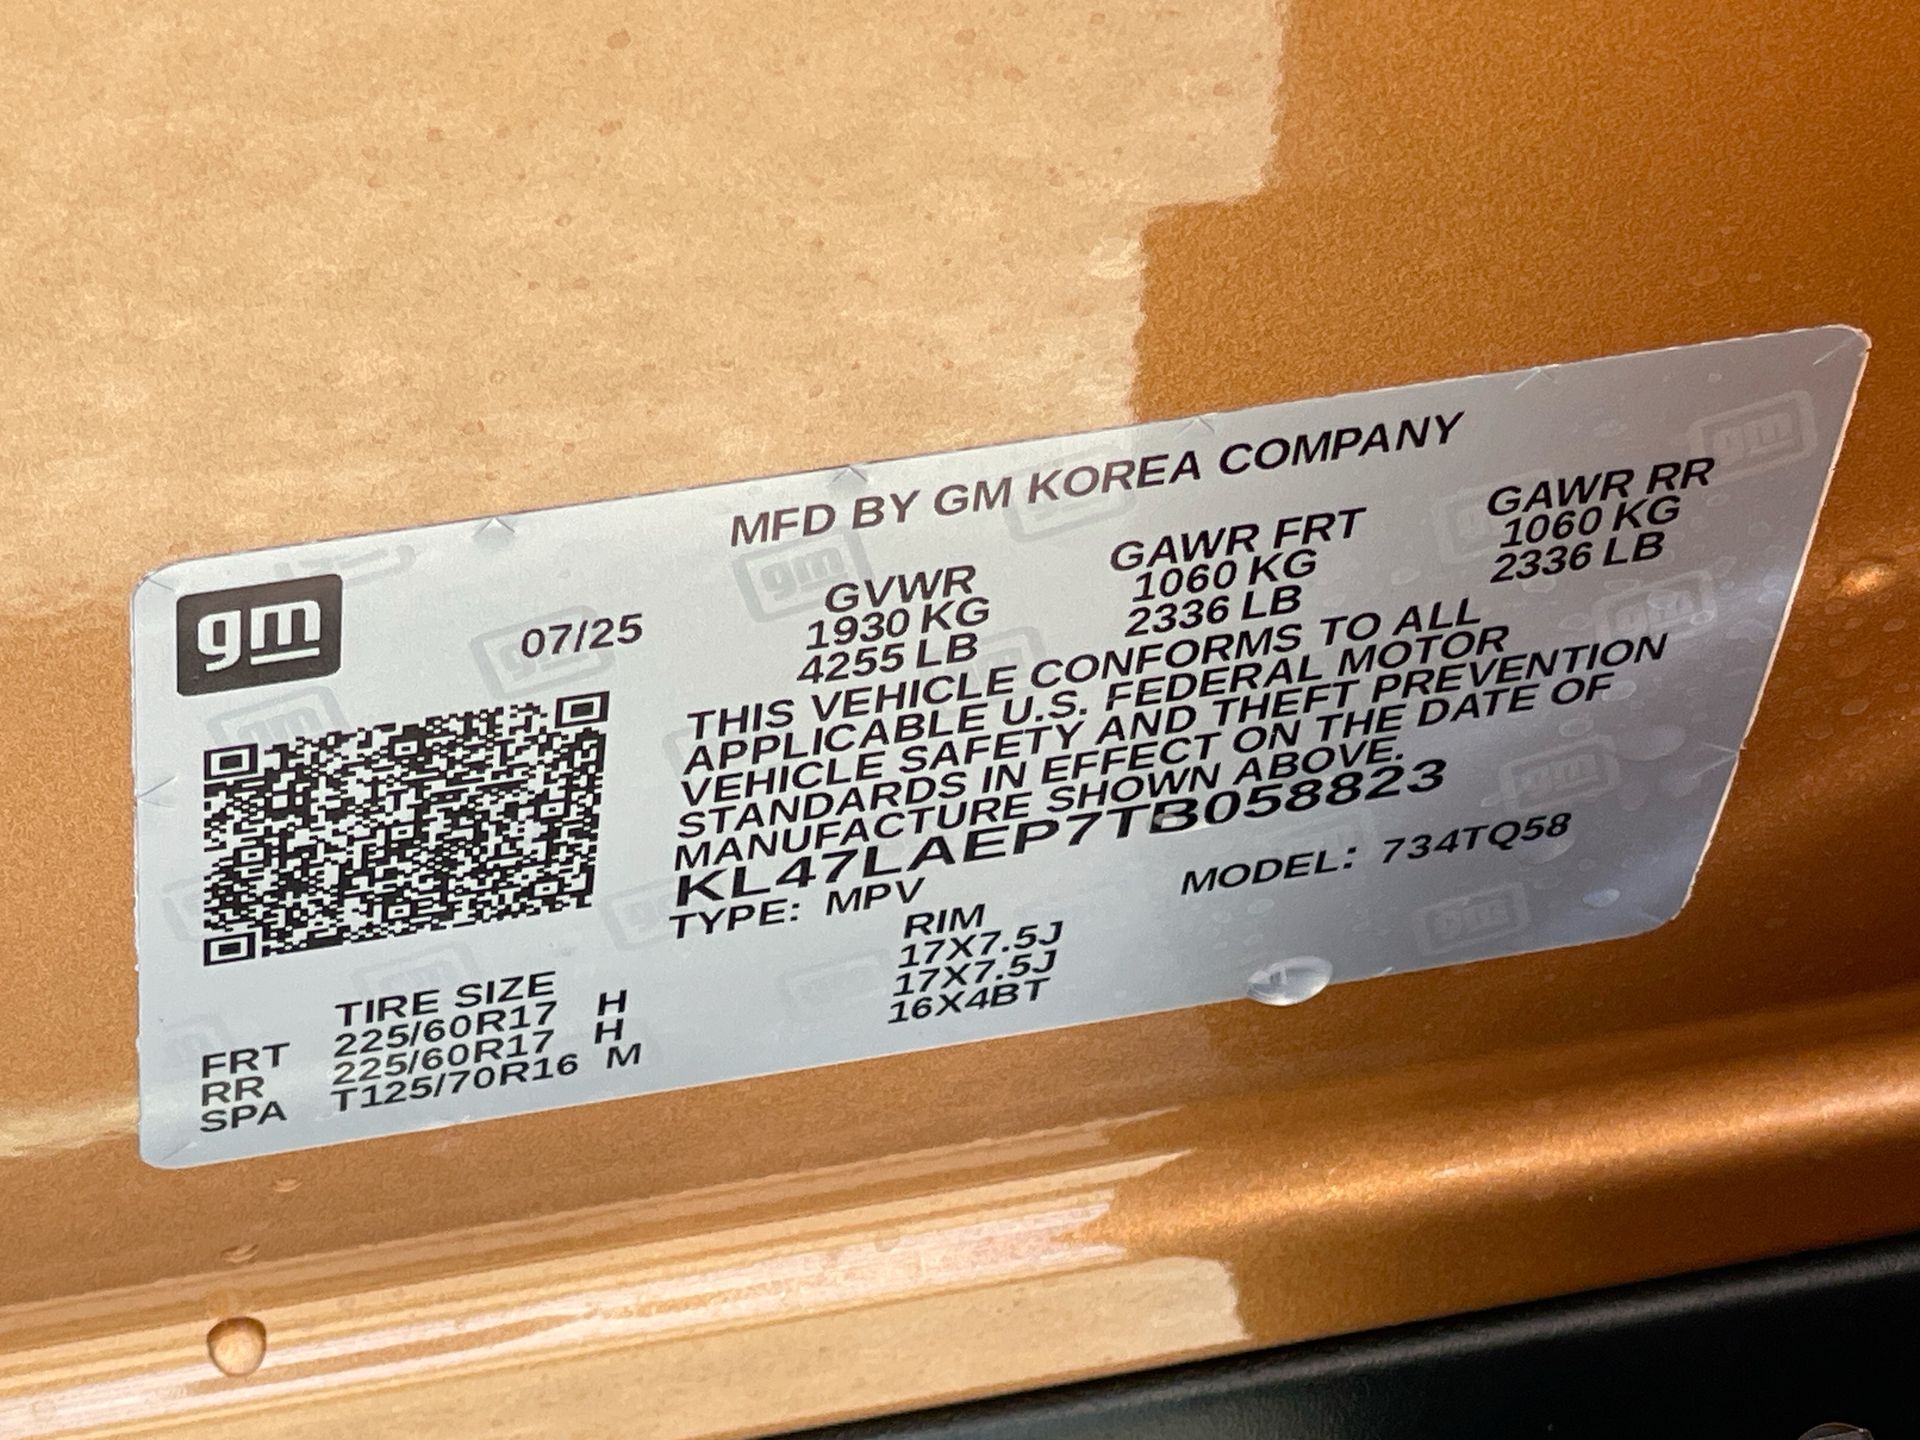 MFD BY GM KOREA COMPANY
gm
07/25
GVWR GAWR FRT GAWR RR
1930 KG 1060 KG 1060 KG
4255 LB 2336 LB 2336 LB
THIS VEHICLE CONFORMS TO ALL
APPLICABLE U.S. FEDERAL MOTOR
VEHICLE SAFETY AND THEFT PREVENTION
STANDARDS IN EFFECT ON THE DATE OF
MANUFACTURE SHOWN ABOVE.
KL47LAEP7TB058823
TYPE: MPV MODEL: 734TQ58
TIRE SIZE RIM
FRT 225/60R17 H 17X7.5J
RR 225/60R17 H 17X7.5J
SPA T125/70R16 M 16X4BT